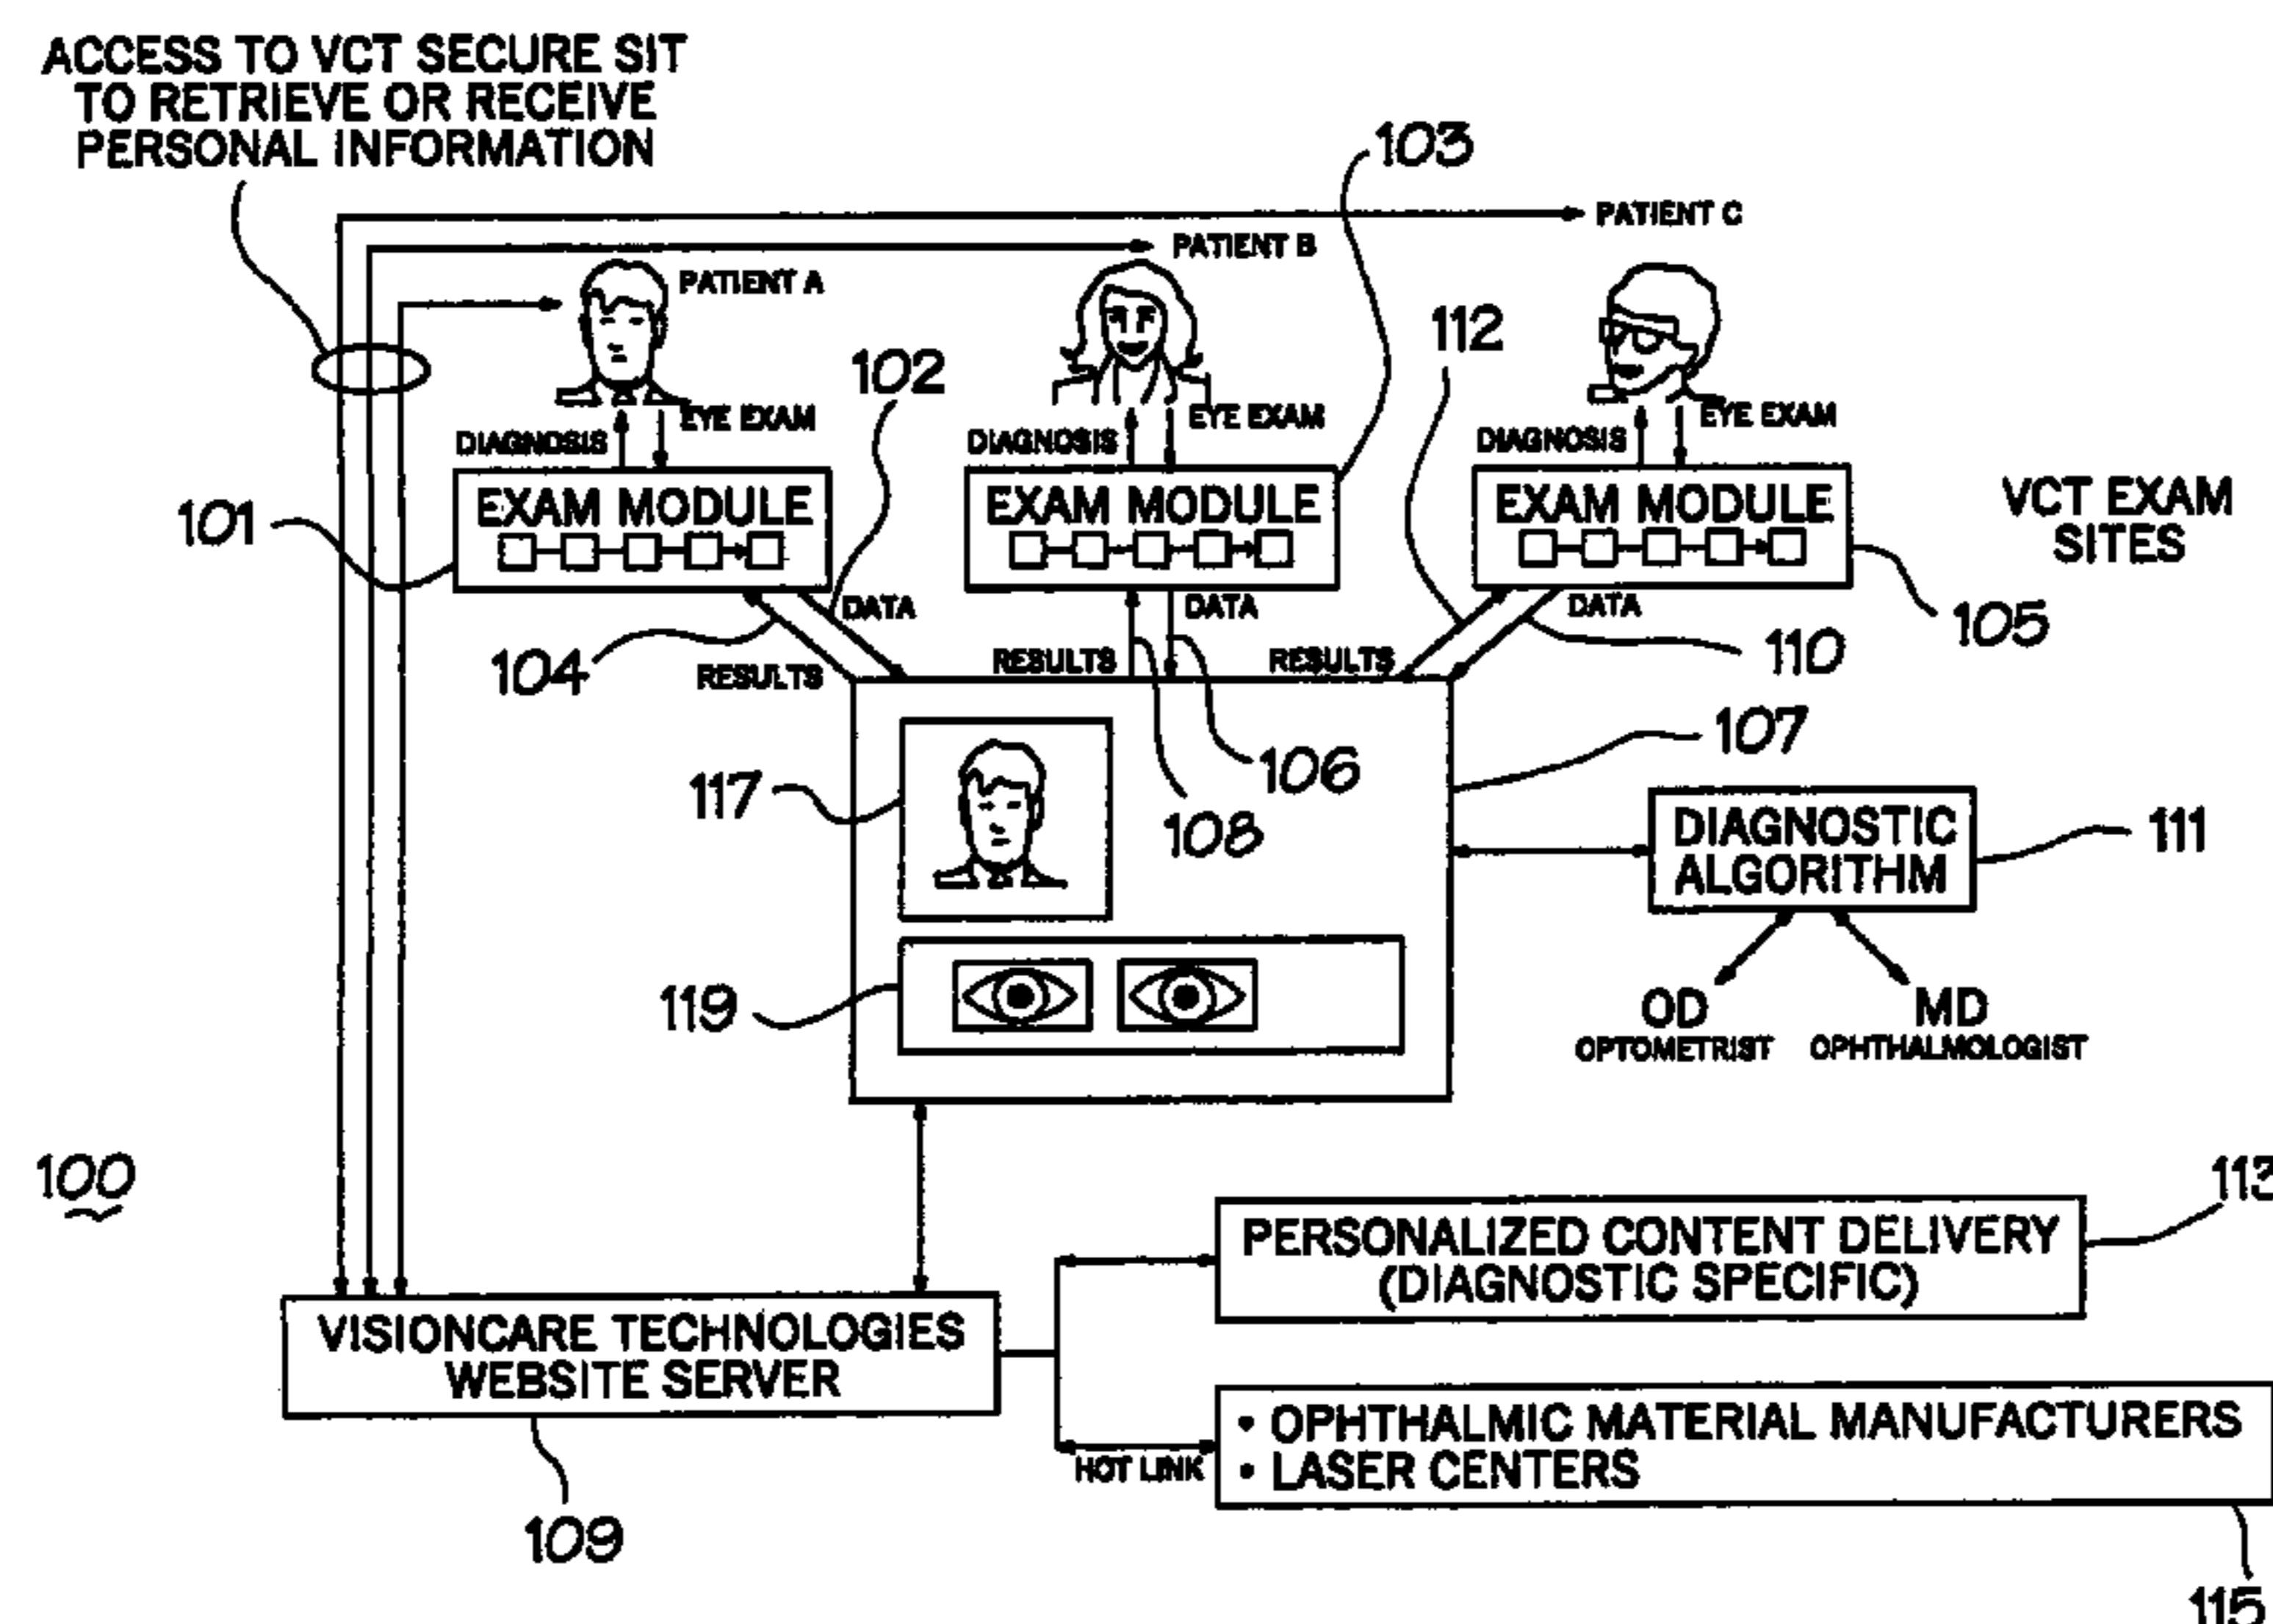 ACCESS TO VCT SECURE SIT
TO RETRIEVE OR RECEIVE
PERSONAL INFORMATION
103
PATIENT C
PATIENT B
PATIENT A
112
102
EYE EXAM
EYE EXAM
EYE EXAM
DIAGNOSIS
DIAGNOSIS
DIAGNOSIS
101
EXAM MODULE
EXAM MODULE
EXAM MODULE
VCT EXAM
SITES
DATA
DATA
DATA
105
104
RESULTS
RESULTS
RESULTS
110
107
117
106
108
DIAGNOSTIC
ALGORITHM
111
119
OD
OPTOMETRIST
MD
OPHTHALMOLOGIST
100
113
PERSONALIZED CONTENT DELIVERY
(DIAGNOSTIC SPECIFIC)
VISIONCARE TECHNOLOGIES
WEBSITE SERVER
• OPHTHALMIC MATERIAL MANUFACTURERS
• LASER CENTERS
HOT LINK
109
115